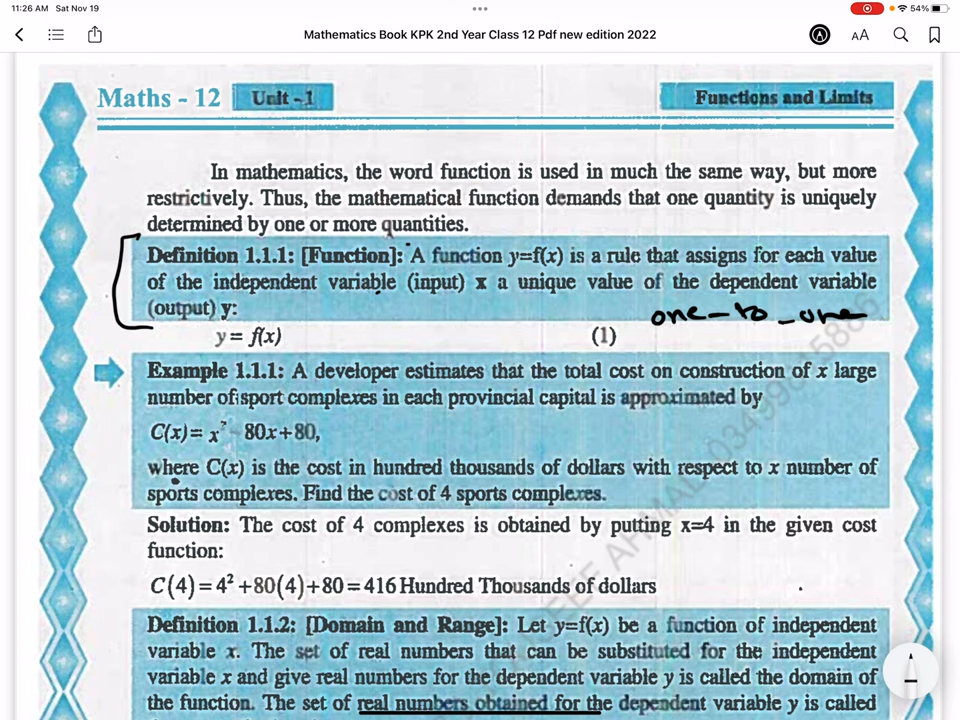 11:26 AM Sat Nov 19
54%
Mathematics Book KPK 2nd Year Class 12 Pdf new edition 2022
AA
Maths - 12 Unit - 1 Functions and Limits
In mathematics, the word function is used in much the same way, but more
restrictively. Thus, the mathematical function demands that one quantity is uniquely
determined by one or more quantities.
Definition 1.1.1: [Function]: A function y=f(x) is a rule that assigns for each value
of the independent variable (input) x a unique value of the dependent variable
(output) y:
one-to-one
y = f(x) (1)
Example 1.1.1: A developer estimates that the total cost on construction of x large
number of sport complexes in each provincial capital is approximated by
C(x)= x² - 80x+80,
where C(x) is the cost in hundred thousands of dollars with respect to x number of
sports complexes. Find the cost of 4 sports complexes.
Solution: The cost of 4 complexes is obtained by putting x=4 in the given cost
function:
C(4)=4² +80(4)+80=416 Hundred Thousands of dollars
Definition 1.1.2: [Domain and Range]: Let y=f(x) be a function of independent
variable x. The set of real numbers that can be substituted for the independent
variable x and give real numbers for the dependent variable y is called the domain of
the function. The set of real numbers obtained for the dependent variable y is called